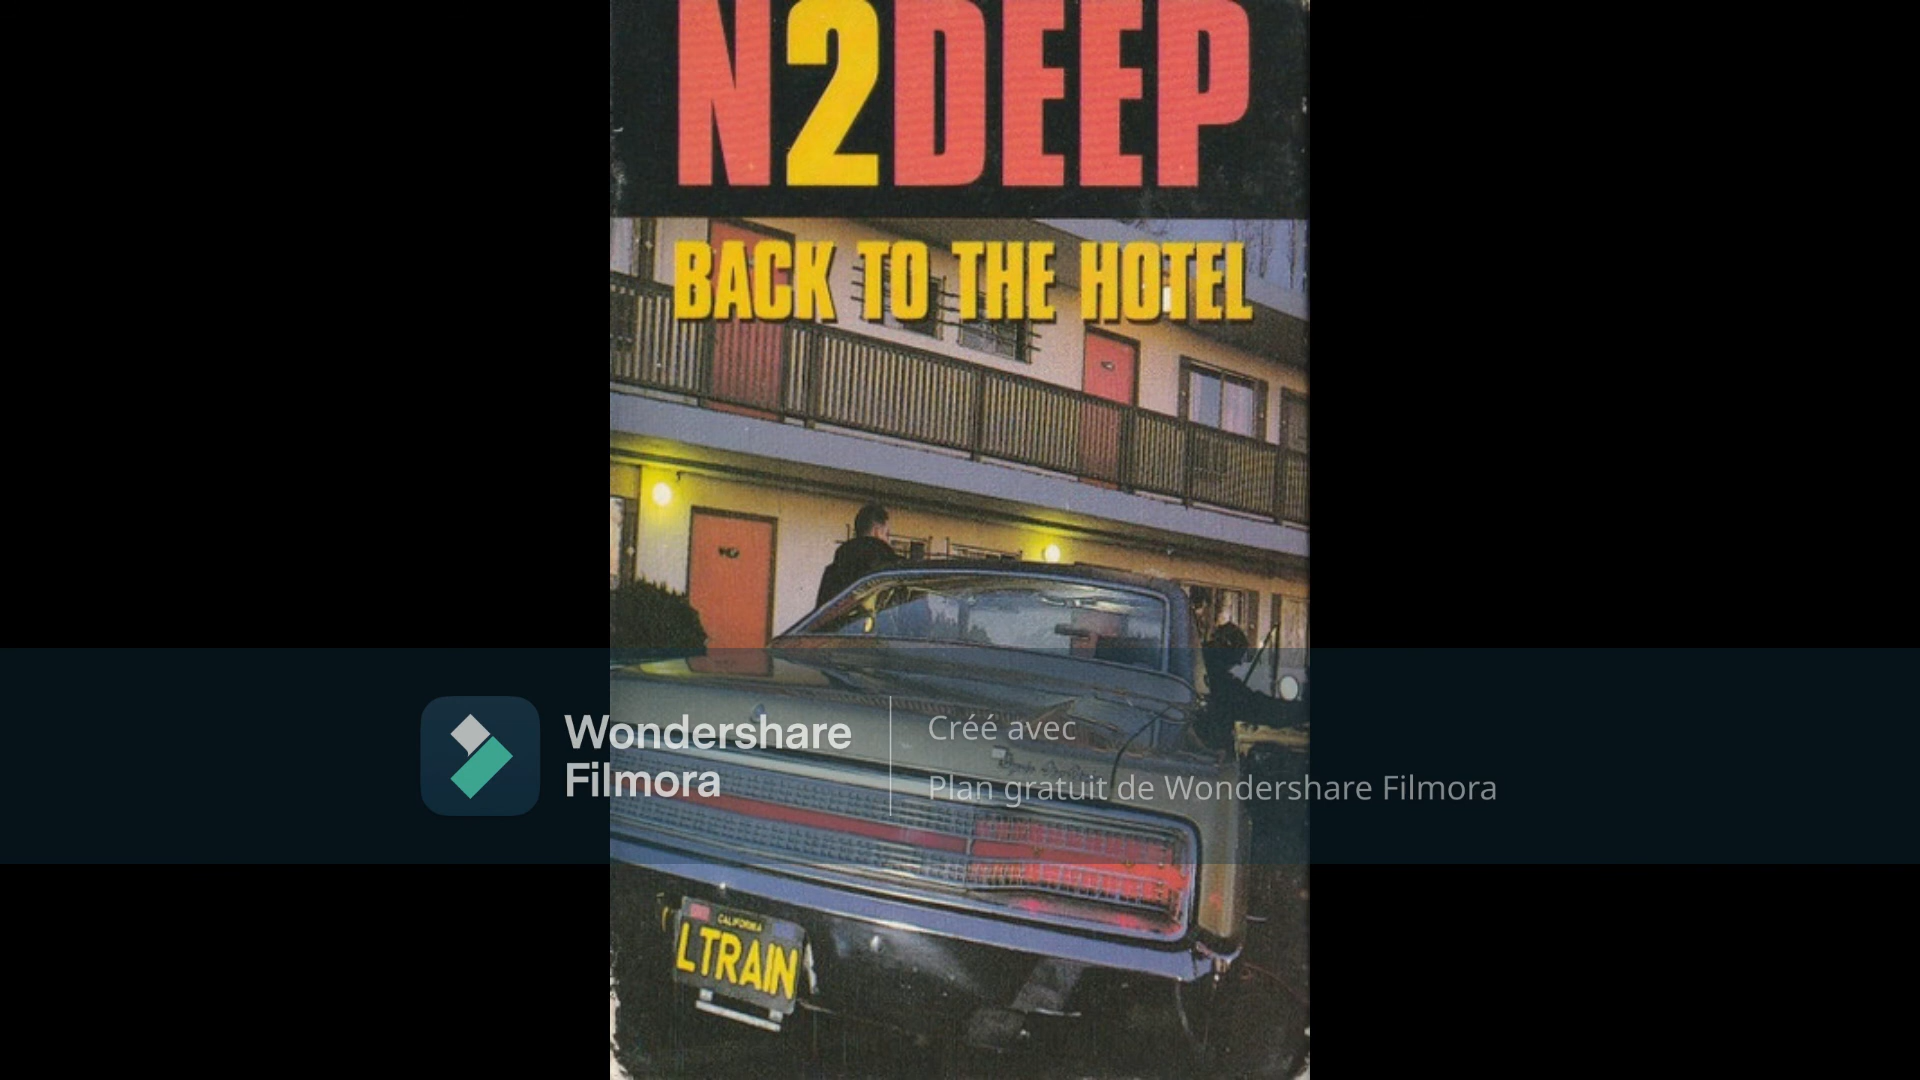 N2DEEP
BACK TO THE HOTEL
Wondershare
Filmora
Créé avec
Plan gratuit de Wondershare Filmora
CALIFORNIA
LTRAIN